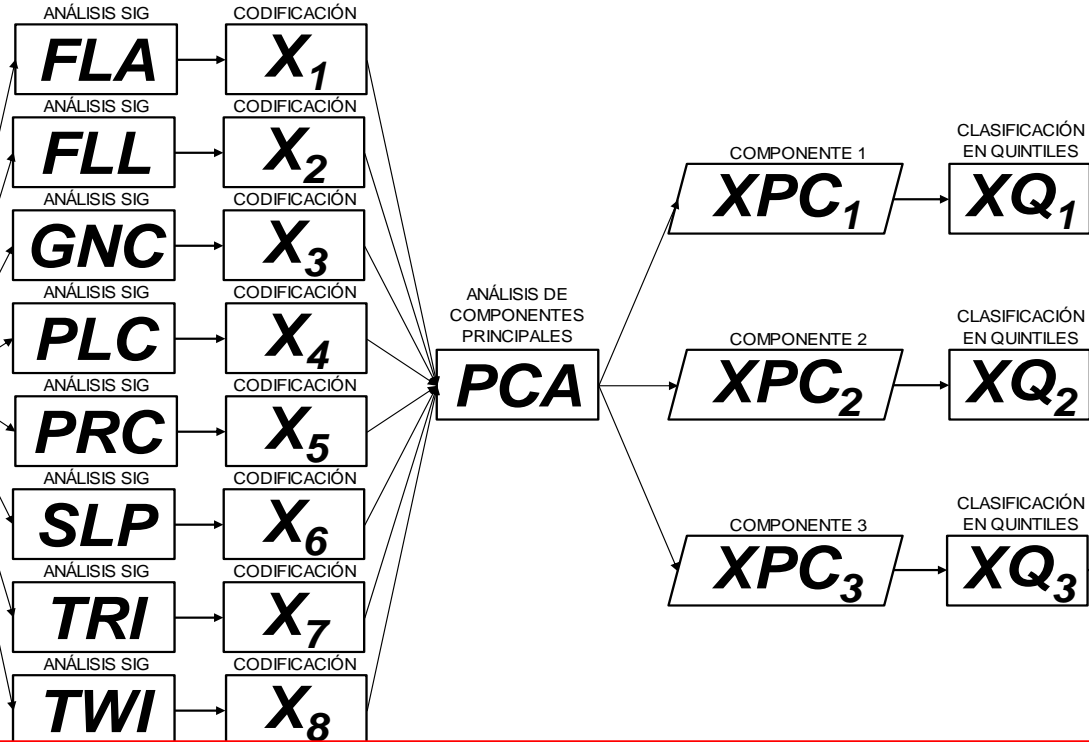 ANÁLISIS SIG
FLA
CODIFICACIÓN
X1
ANÁLISIS SIG
FLL
CODIFICACIÓN
X2
ANÁLISIS SIG
GNC
CODIFICACIÓN
X3
ANÁLISIS SIG
PLC
CODIFICACIÓN
X4
ANÁLISIS SIG
PRC
CODIFICACIÓN
X5
ANÁLISIS SIG
SLP
CODIFICACIÓN
X6
ANÁLISIS SIG
TRI
CODIFICACIÓN
X7
ANÁLISIS SIG
TWI
CODIFICACIÓN
X8
ANÁLISIS DE
COMPONENTES
PRINCIPALES
PCA
COMPONENTE 1
XPC1
CLASIFICACIÓN
EN QUINTILES
XQ1
COMPONENTE 2
XPC2
CLASIFICACIÓN
EN QUINTILES
XQ2
COMPONENTE 3
XPC3
CLASIFICACIÓN
EN QUINTILES
XQ3